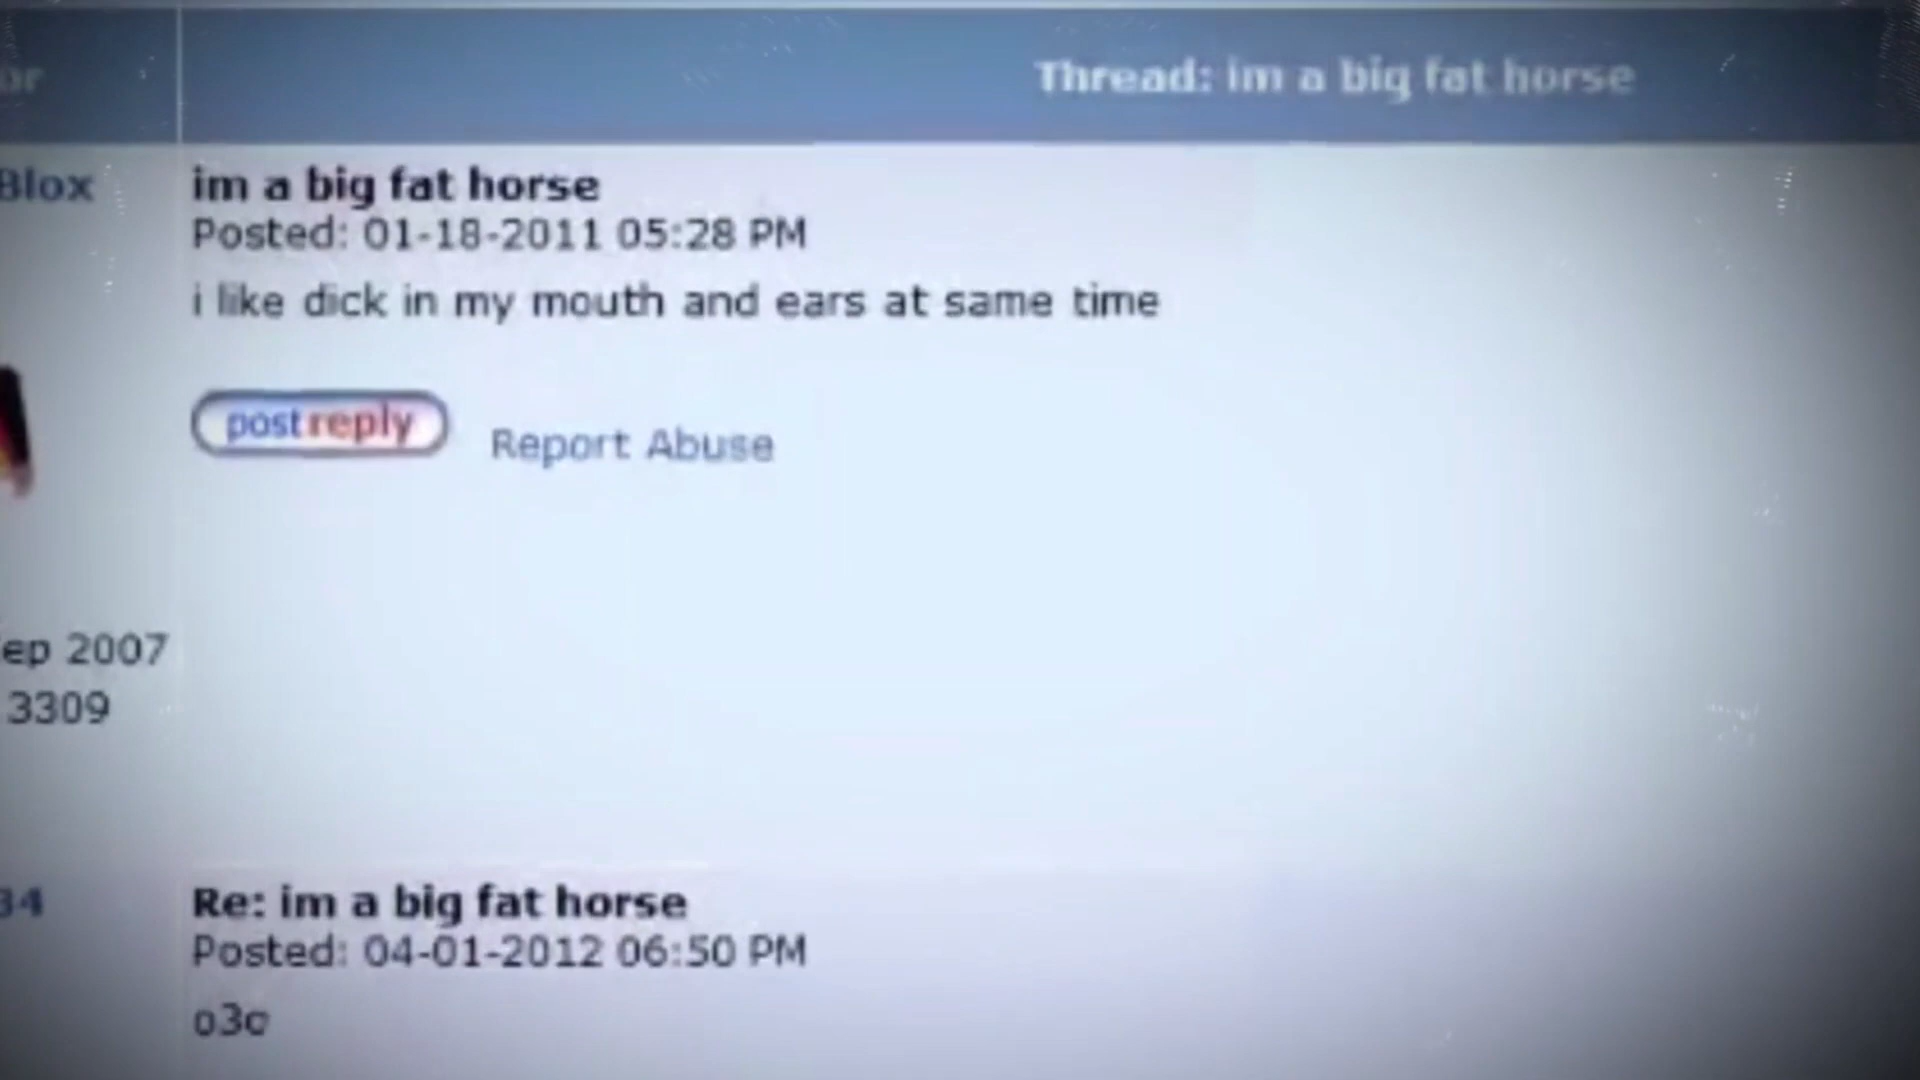 or
Thread: im a big fat horse
Blox
im a big fat horse
Posted: 01-18-2011 05:28 PM
i like dick in my mouth and ears at same time
postreply
Report Abuse
ep 2007
3309
34
Re: im a big fat horse
Posted: 04-01-2012 06:50 PM
o3o